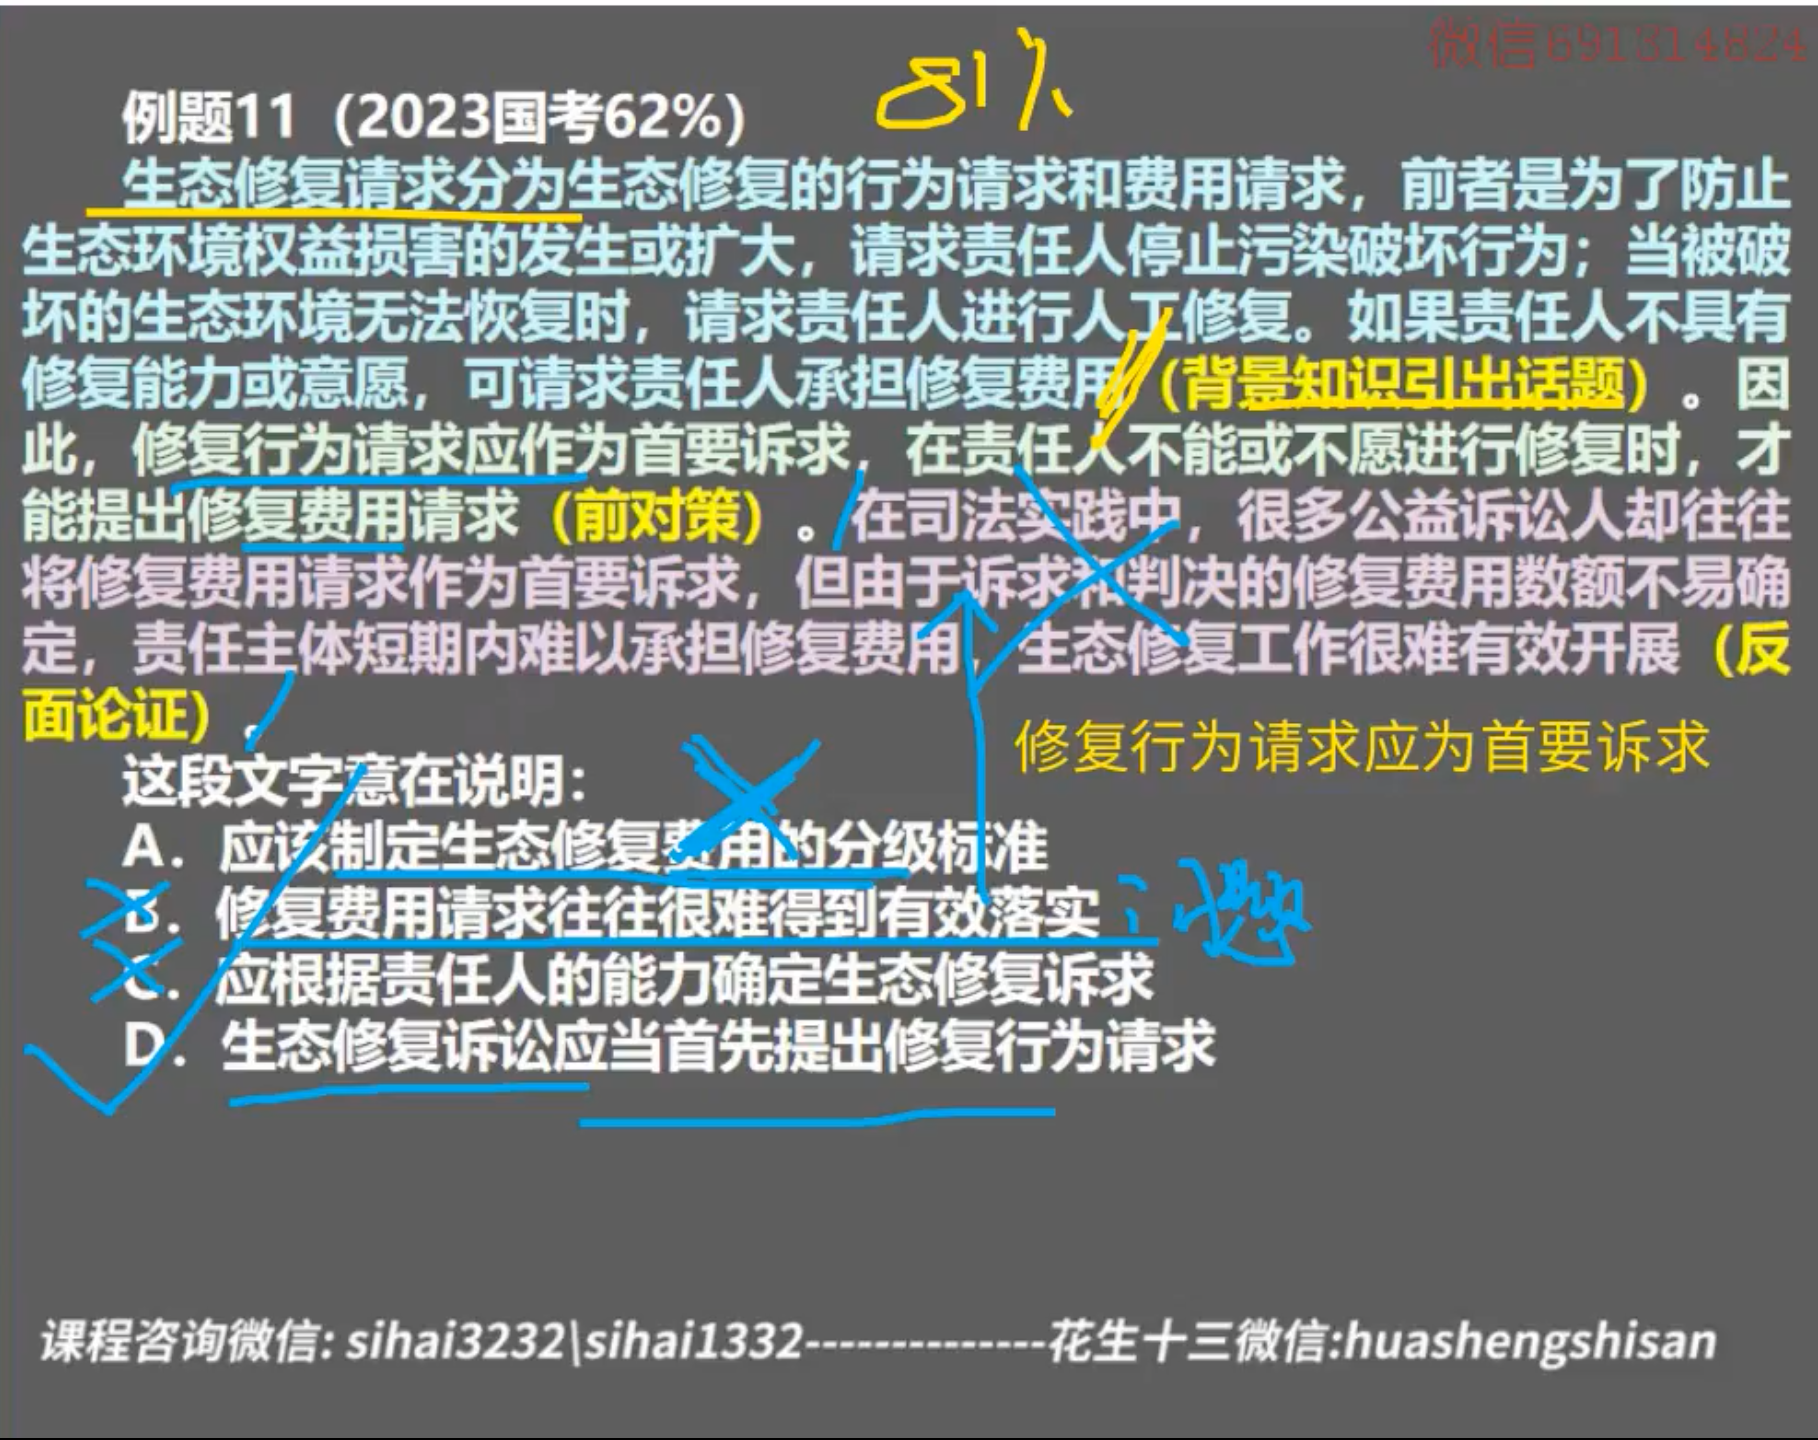 微信691314824
81%
例题11（2023国考62%）
生态修复请求分为生态修复的行为请求和费用请求，前者是为了防止
生态环境权益损害的发生或扩大，请求责任人停止污染破坏行为；当被破
坏的生态环境无法恢复时，请求责任人进行人工修复。如果责任人不具有
修复能力或意愿，可请求责任人承担修复费用（背景知识引出话题）。因
此，修复行为请求应作为首要诉求，在责任人不能或不愿进行修复时，才
能提出修复费用请求（前对策）。在司法实践中，很多公益诉讼人却往往
将修复费用请求作为首要诉求，但由于诉求和判决的修复费用数额不易确
定，责任主体短期内难以承担修复费用，生态修复工作很难有效开展（反
面论证）。
修复行为请求应为首要诉求
这段文字意在说明：
A. 应该制定生态修复费用的分级标准
B. 修复费用请求往往很难得到有效落实
问题
C. 应根据责任人的能力确定生态修复诉求
D. 生态修复诉讼应当首先提出修复行为请求
课程咨询微信: sihai3232\sihai1332--------------花生十三微信:huashengshisan